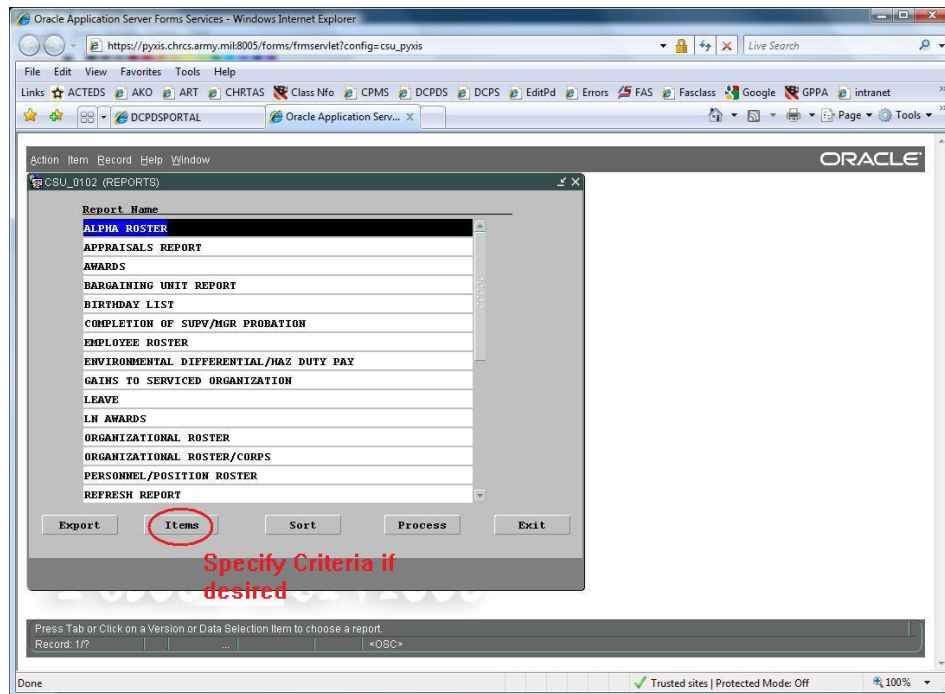 Oracle Application Server Forms Services - Windows Internet Explorer
https://pyxis.chrcs.army.mil:8005/forms/frmservlet?config=csu_pyxis
Live Search
File Edit View Favorites Tools Help
Links ACTEDS AKO ART CHRTAS Class Nfo CPMS DCPDS DCPS EditPd Errors FAS Fasclass Google GPPA intranet
DCPDSPORTAL Oracle Application Serv... X Page Tools
Action Item Record Help Window ORACLE
CSU_0102 (REPORTS)
Report Name
ALPHA ROSTER
APPRAISALS REPORT
AWARDS
BARGAINING UNIT REPORT
BIRTHDAY LIST
COMPLETION OF SUPV/MGR PROBATION
EMPLOYEE ROSTER
ENVIRONMENTAL DIFFERENTIAL/HAZ DUTY PAY
GAINS TO SERVICED ORGANIZATION
LEAVE
LN AWARDS
ORGANIZATIONAL ROSTER
ORGANIZATIONAL ROSTER/CORPS
PERSONNEL/POSITION ROSTER
REFRESH REPORT
Export Items Sort Process Exit
Specify Criteria if
desired
Press Tab or Click on a Version or Data Selection Item to choose a report.
Record: 1/? ... <OSC>
Done Trusted sites | Protected Mode: Off 100%